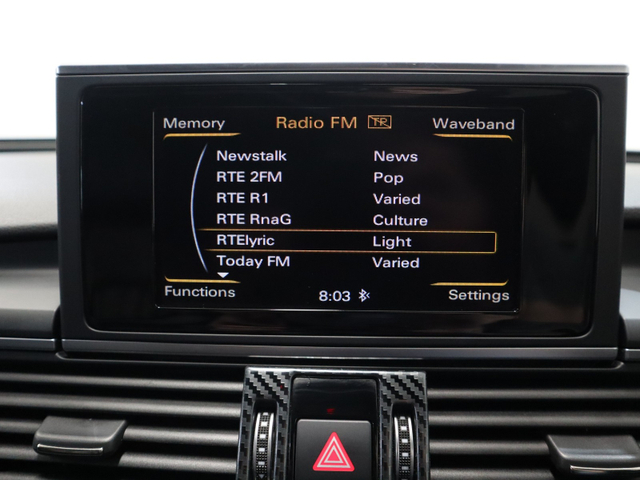 Memory Radio FM TP Waveband
Newstalk News
RTE 2FM Pop
RTE R1 Varied
RTE RnaG Culture
RTElyric Light
Today FM Varied
Functions 8:03 Settings